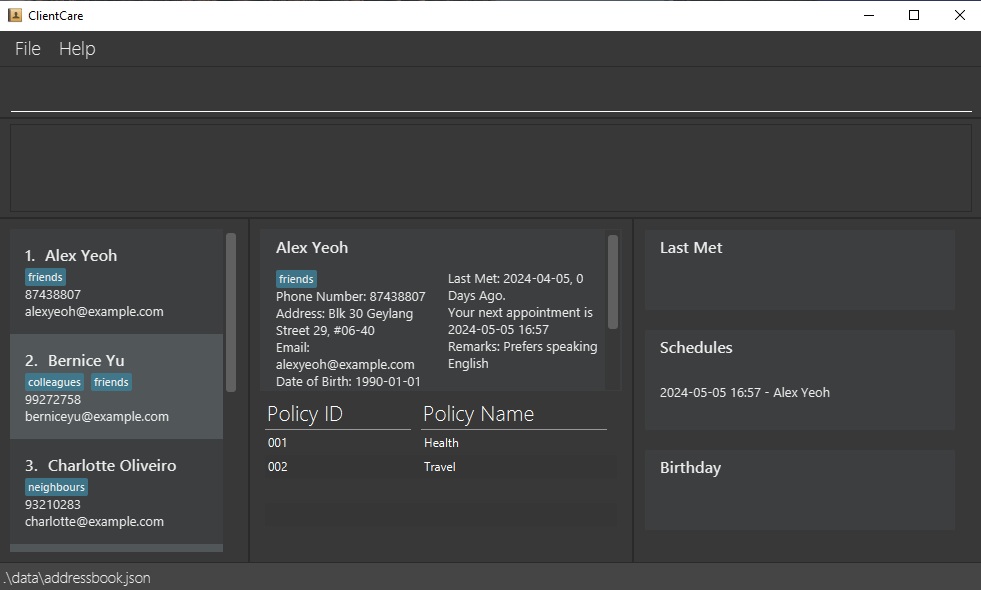 ClientCare
File Help
1. Alex Yeoh
friends
87438807
alexyeoh@example.com
2. Bernice Yu
colleagues friends
99272758
berniceyu@example.com
3. Charlotte Oliveiro
neighbours
93210283
charlotte@example.com
Alex Yeoh
friends
Phone Number: 87438807
Address: Blk 30 Geylang
Street 29, #06-40
Email:
alexyeoh@example.com
Date of Birth: 1990-01-01
Last Met: 2024-04-05, 0
Days Ago.
Your next appointment is
2024-05-05 16:57
Remarks: Prefers speaking
English
Policy ID Policy Name
001 Health
002 Travel
Last Met
Schedules
2024-05-05 16:57 - Alex Yeoh
Birthday
.\data\addressbook.json